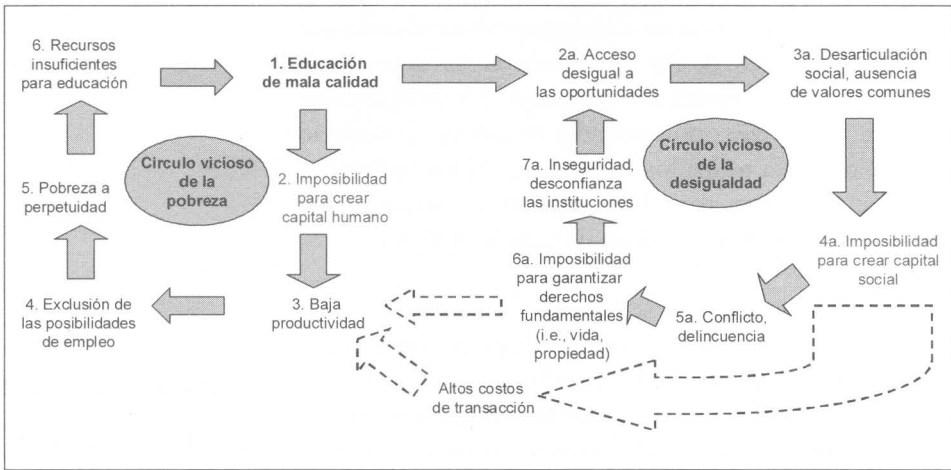 6. Recursos
insuficientes
para educación
1. Educación
de mala calidad
2. Imposibilidad
para crear
capital humano
3. Baja
productividad
4. Exclusión de
las posibilidades
de empleo
5. Pobreza a
perpetuidad
Circulo vicioso
de la
pobreza
2a. Acceso
desigual a
las oportunidades
3a. Desarticulación
social, ausencia
de valores comunes
4a. Imposibilidad
para crear capital
social
5a. Conflicto,
delincuencia
6a. Imposibilidad
para garantizar
derechos
fundamentales
(i.e., vida,
propiedad)
7a. Inseguridad,
desconfianza
las instituciones
Circulo vicioso
de la
desigualdad
Altos costos
de transacción